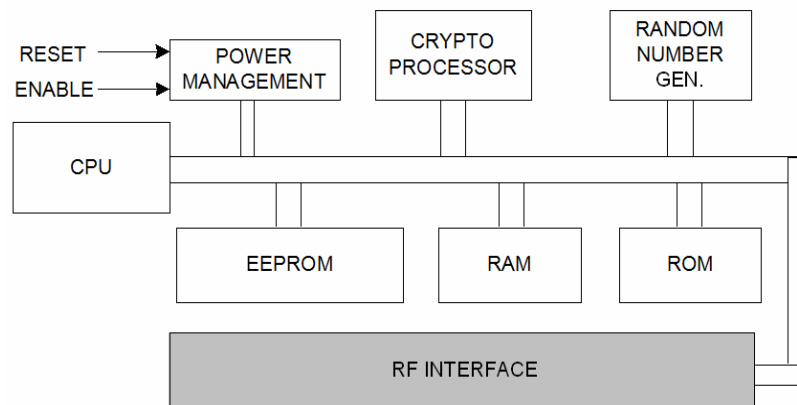 RESET
ENABLE
POWER
MANAGEMENT
CRYPTO
PROCESSOR
RANDOM
NUMBER
GEN.
CPU
EEPROM
RAM
ROM
RF INTERFACE